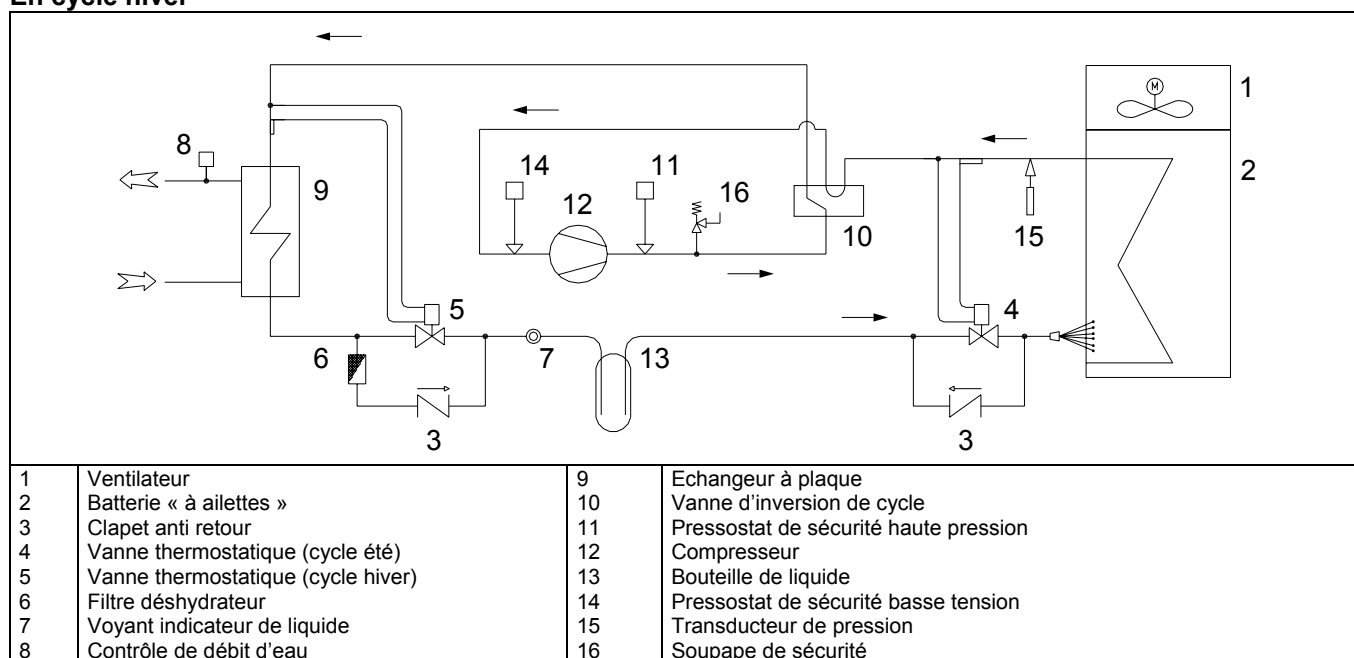 En cycle hiver
M
1
8
14
11
2
9
16
12
10
15
5
4
6
7
13
3
3
1 Ventilateur 9 Echangeur à plaque
2 Batterie « à ailettes » 10 Vanne d'inversion de cycle
3 Clapet anti retour 11 Pressostat de sécurité haute pression
4 Vanne thermostatique (cycle été) 12 Compresseur
5 Vanne thermostatique (cycle hiver) 13 Bouteille de liquide
6 Filtre déshydrateur 14 Pressostat de sécurité basse tension
7 Voyant indicateur de liquide 15 Transducteur de pression
8 Contrôle de débit d'eau 16 Soupape de sécurité